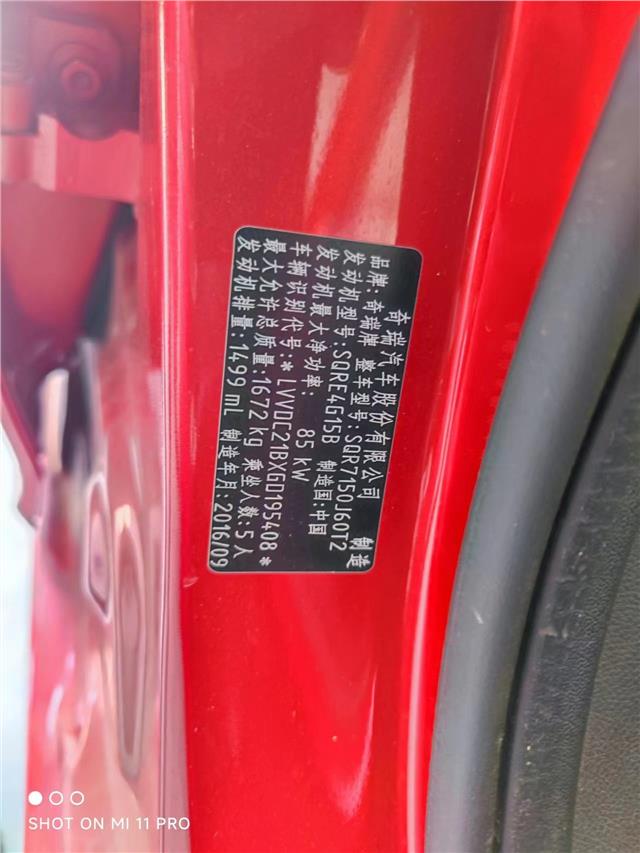 奇瑞汽车股份有限公司 制造
品牌:奇瑞牌 整车型号:SQR7150J60T2
发动机型号:SQRE4G15B 制造国:中国
发动机最大净功率: 85 kW
车辆识别代号:*LVVDC21BXGD195408*
最大允许总质量:1672kg 乘坐人数:5人
发动机排量:1499 ml 制造年月:2016/09
SHOT ON MI 11 PRO